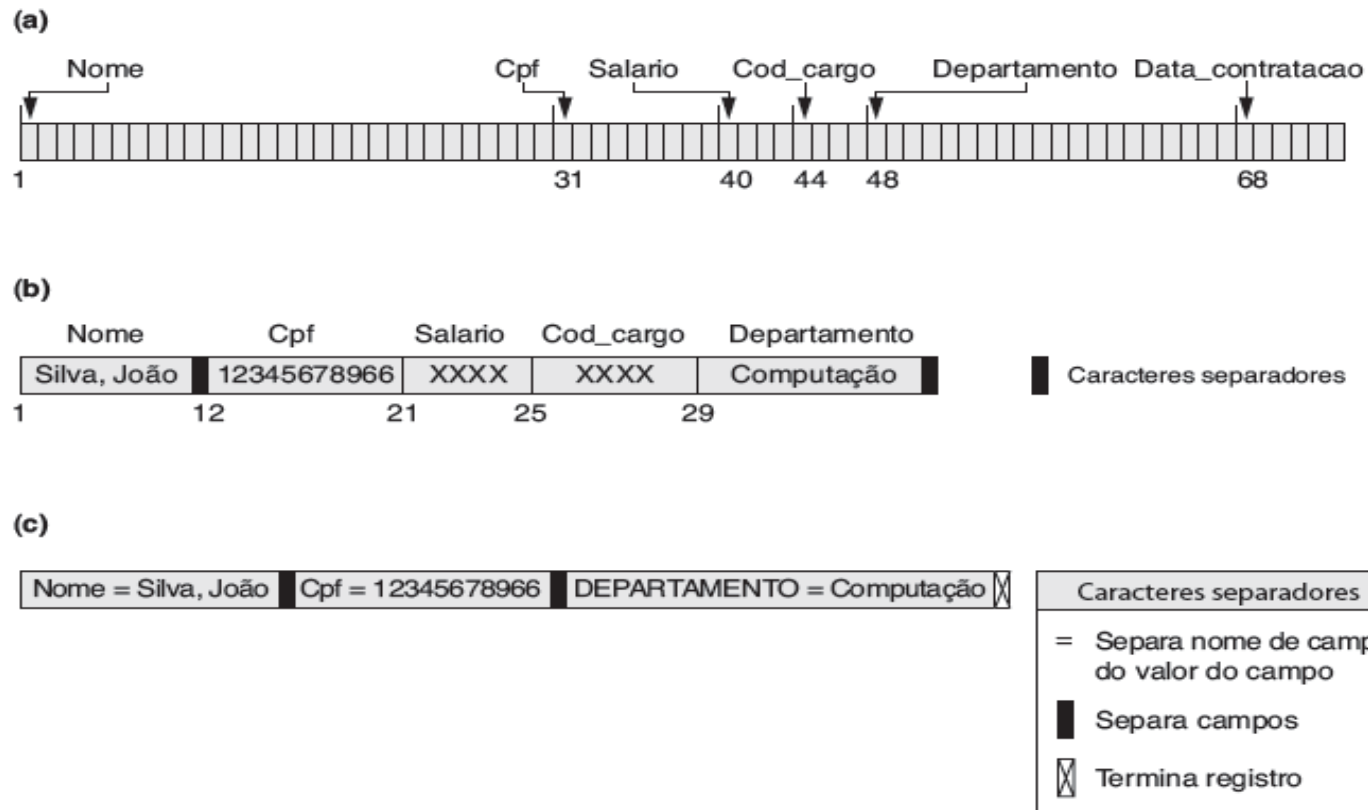 (a)
Nome Cpf Salario Cod_cargo Departamento Data_contratacao
1 31 40 44 48 68
(b)
Nome Cpf Salario Cod_cargo Departamento
Silva, João 12345678966 XXXX XXXX Computação Caracteres separadores
1 12 21 25 29
(c)
Nome = Silva, João Cpf = 12345678966 DEPARTAMENTO = Computação
Caracteres separadores
= Separa nome de camp
do valor do campo
Separa campos
Termina registro